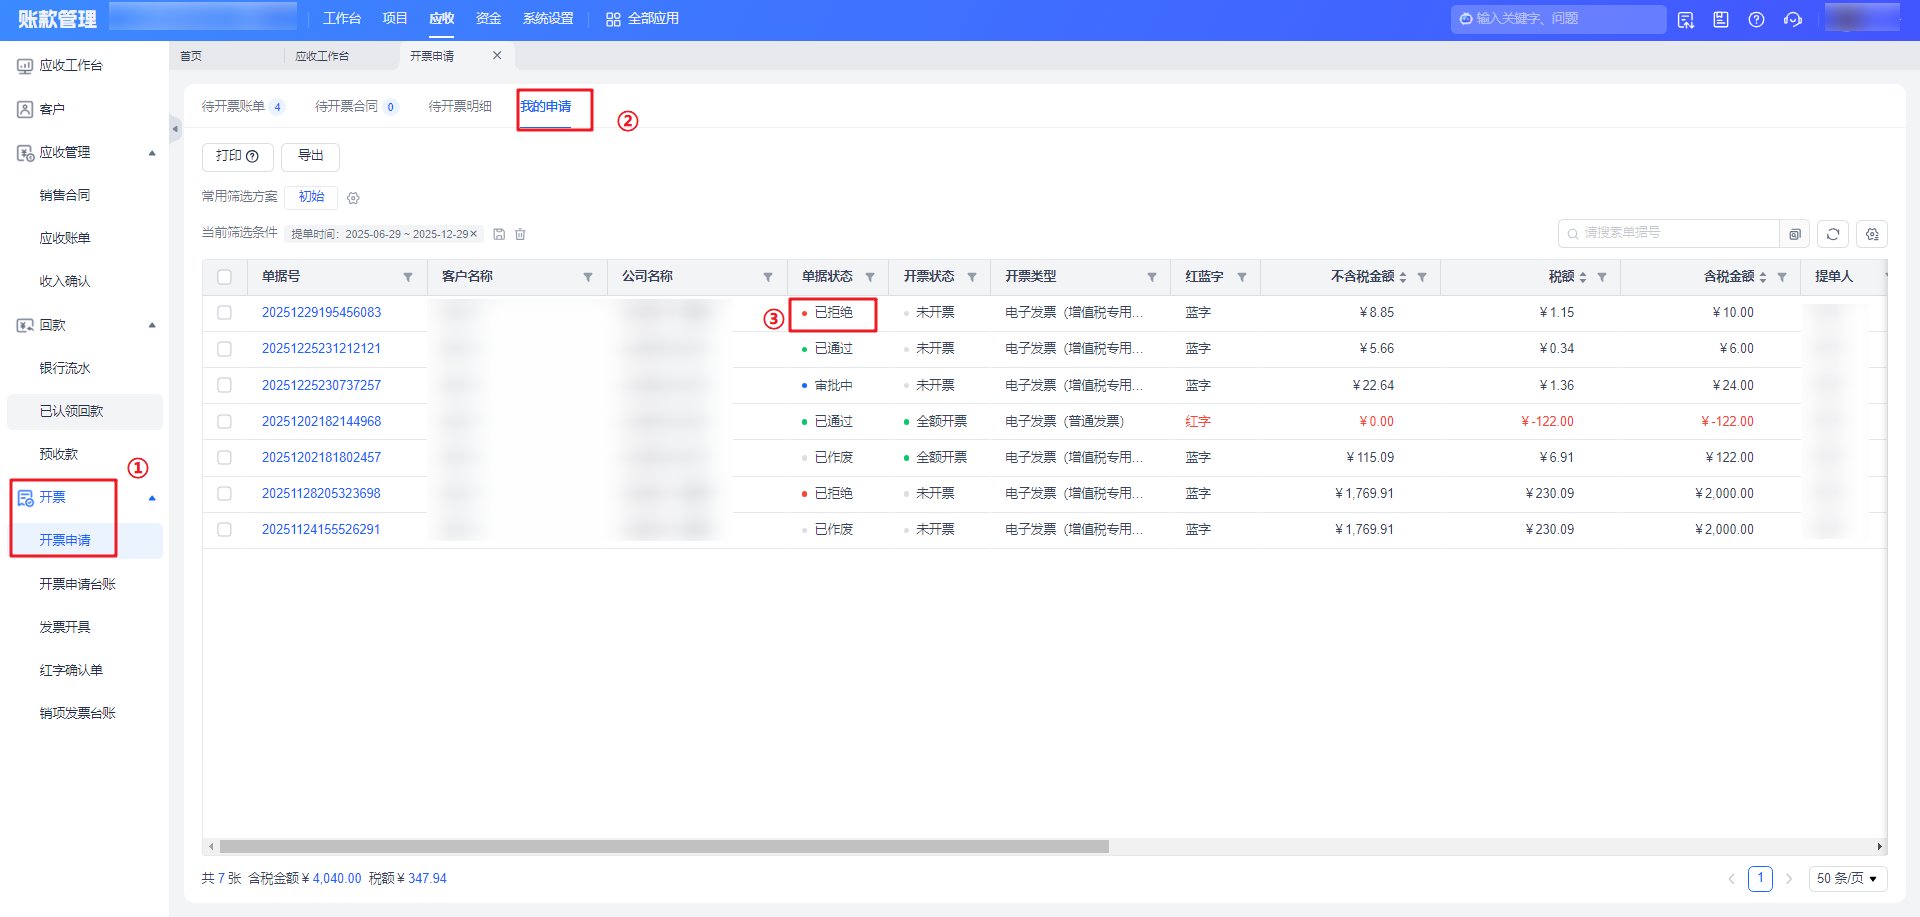 账款管理
工作台
项目
应收
资金
系统设置
全部应用
输入关键字、问题
首页
应收工作台
开票申请
应收工作台
客户
应收管理
销售合同
应收账单
收入确认
回款
银行流水
已认领回款
预收款
①
开票
开票申请
开票申请台账
发票开具
红字确认单
销项发票台账
待开票账单 4
待开票合同 0
待开票明细
我的申请
②
打印
导出
常用筛选方案 初始
当前筛选条件 提单时间: 2025-06-29 ~ 2025-12-29×
请搜索单据号
单据号 客户名称 公司名称 单据状态 开票状态 开票类型 红蓝字 不含税金额 税额 含税金额 提单人
20251229195456083 ③ 已拒绝 未开票 电子发票（增值税专用... 蓝字 ¥8.85 ¥1.15 ¥10.00
20251225231212121 已通过 未开票 电子发票（增值税专用... 蓝字 ¥5.66 ¥0.34 ¥6.00
20251225230737257 审批中 未开票 电子发票（增值税专用... 蓝字 ¥22.64 ¥1.36 ¥24.00
20251202182144968 已通过 全额开票 电子发票（普通发票） 红字 ¥0.00 ¥-122.00 ¥-122.00
20251202181802457 已作废 全额开票 电子发票（增值税专用... 蓝字 ¥115.09 ¥6.91 ¥122.00
20251128205323698 已拒绝 未开票 电子发票（增值税专用... 蓝字 ¥1,769.91 ¥230.09 ¥2,000.00
20251124155526291 已作废 未开票 电子发票（增值税专用... 蓝字 ¥1,769.91 ¥230.09 ¥2,000.00
共 7 张 含税金额 ¥ 4,040.00 税额 ¥ 347.94
1
50 条/页